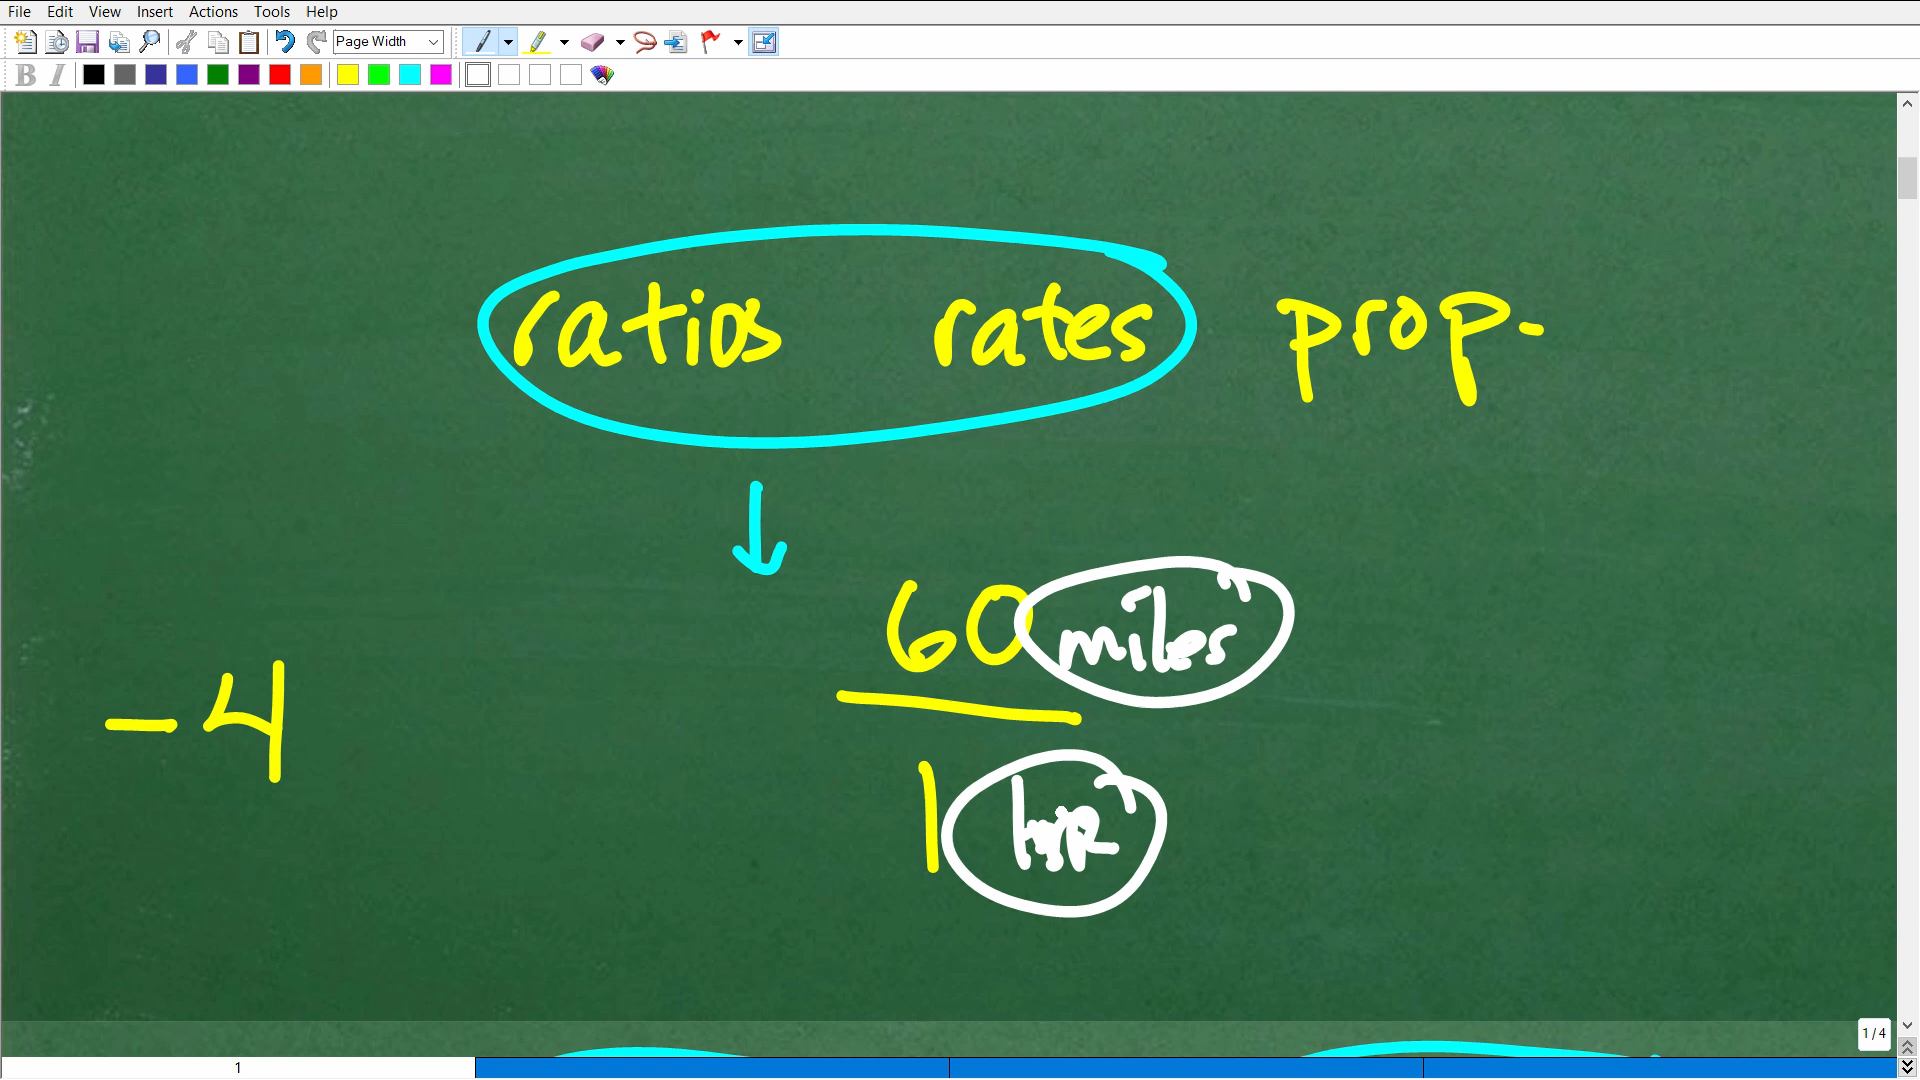 File Edit View Insert Actions Tools Help
Page Width
B I
ratios rates prop.
60 miles
-4
1
1/4
1